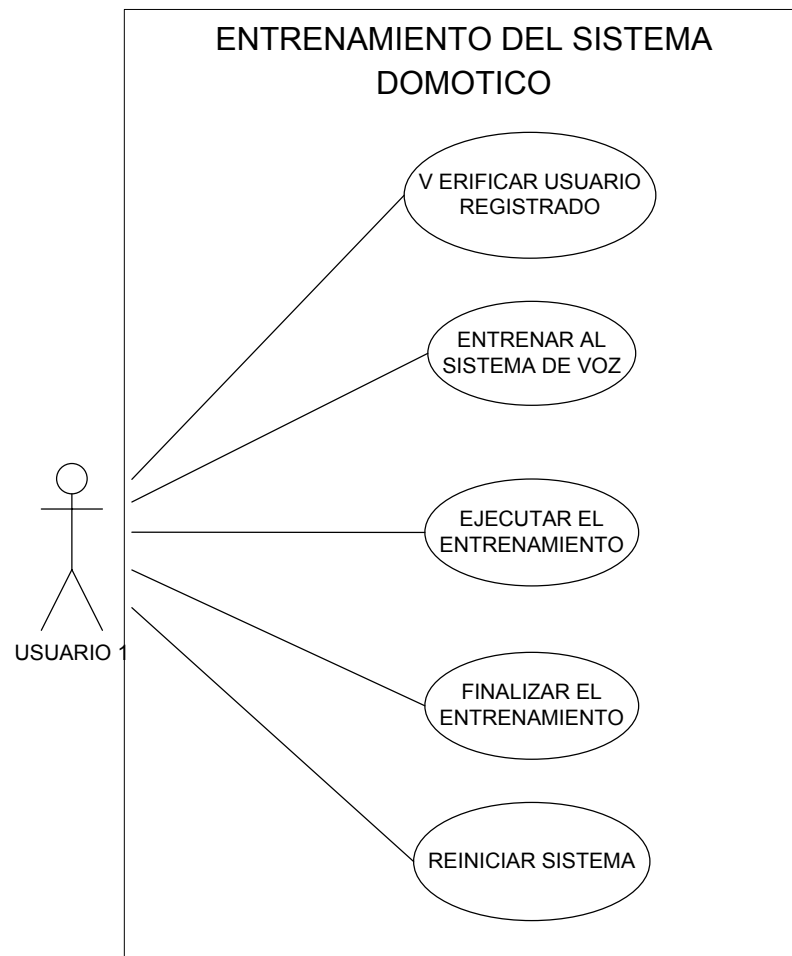 ENTRENAMIENTO DEL SISTEMA
DOMOTICO
V ERIFICAR USUARIO
REGISTRADO
ENTRENAR AL
SISTEMA DE VOZ
EJECUTAR EL
ENTRENAMIENTO
USUARIO 1
FINALIZAR EL
ENTRENAMIENTO
REINICIAR SISTEMA